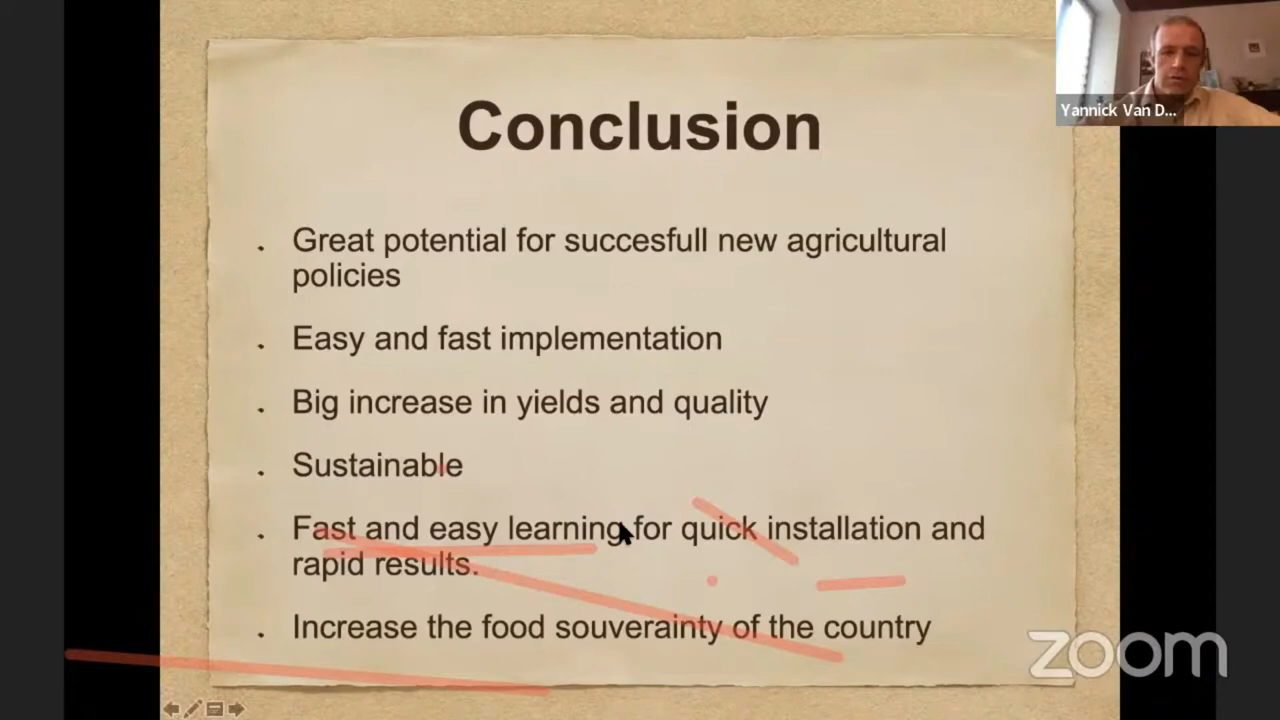 Yannick Van D...
Conclusion
Great potential for succesfull new agricultural
policies
Easy and fast implementation
Big increase in yields and quality
Sustainable
Fast and easy learning for quick installation and
rapid results.
Increase the food souverainty of the country
zoom